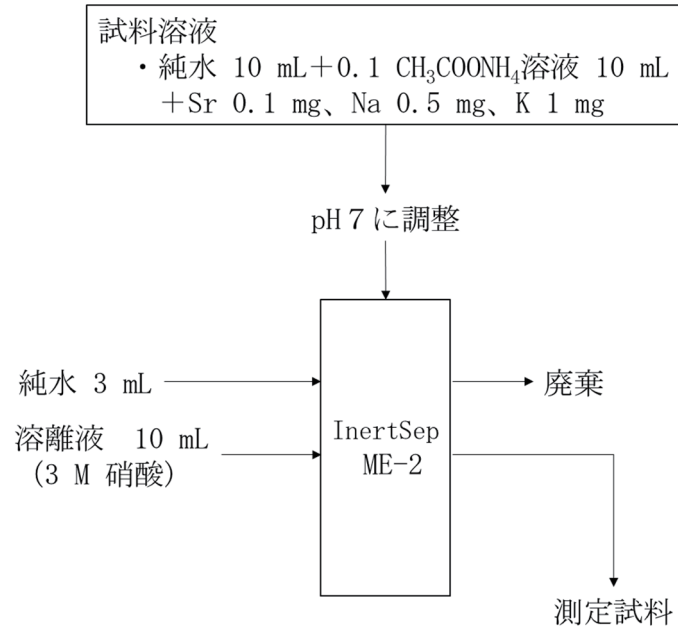 試料溶液
・純水 10 mL＋0.1 CH₃COONH₄溶液 10 mL
＋Sr 0.1 mg、Na 0.5 mg、K 1 mg
pH７に調整
純水 3 mL
廃棄
溶離液　10 mL
（3 M 硝酸）
InertSep
ME-2
測定試料